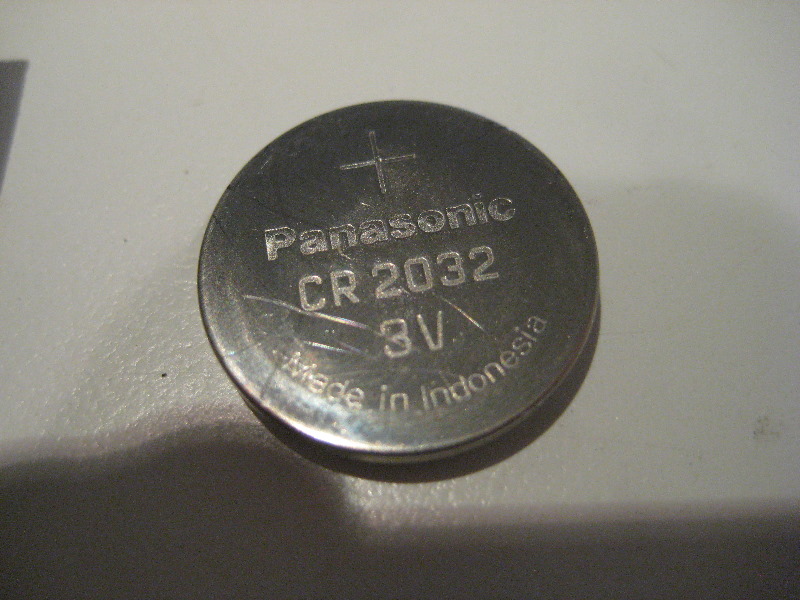 +
Panasonic
CR 2032
3V
Made in Indonesia